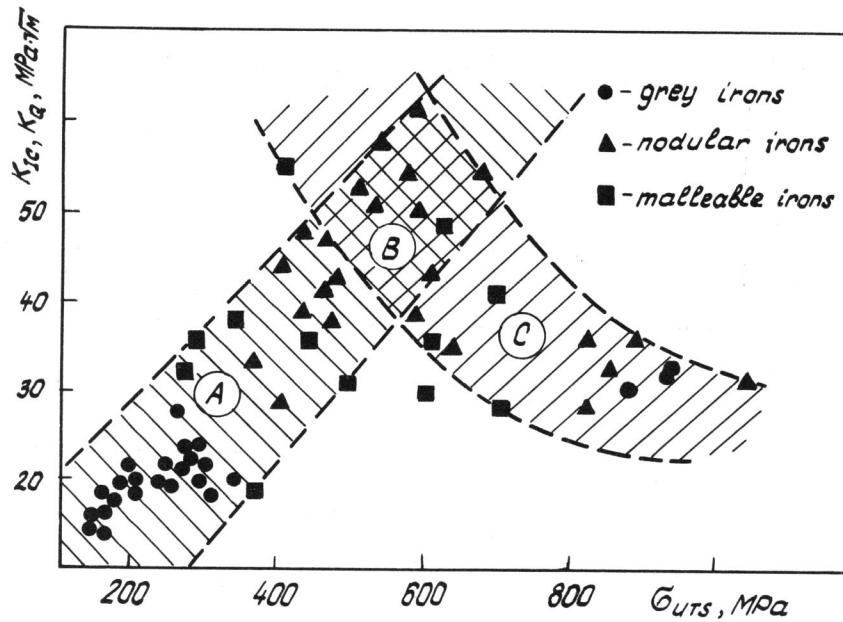 K_Ic, K_Q, MPa·√м
50
40
30
20
200
400
600
800
σ_UTS, MPa
A
B
C
● - grey irons
▲ - nodular irons
■ - malleable irons